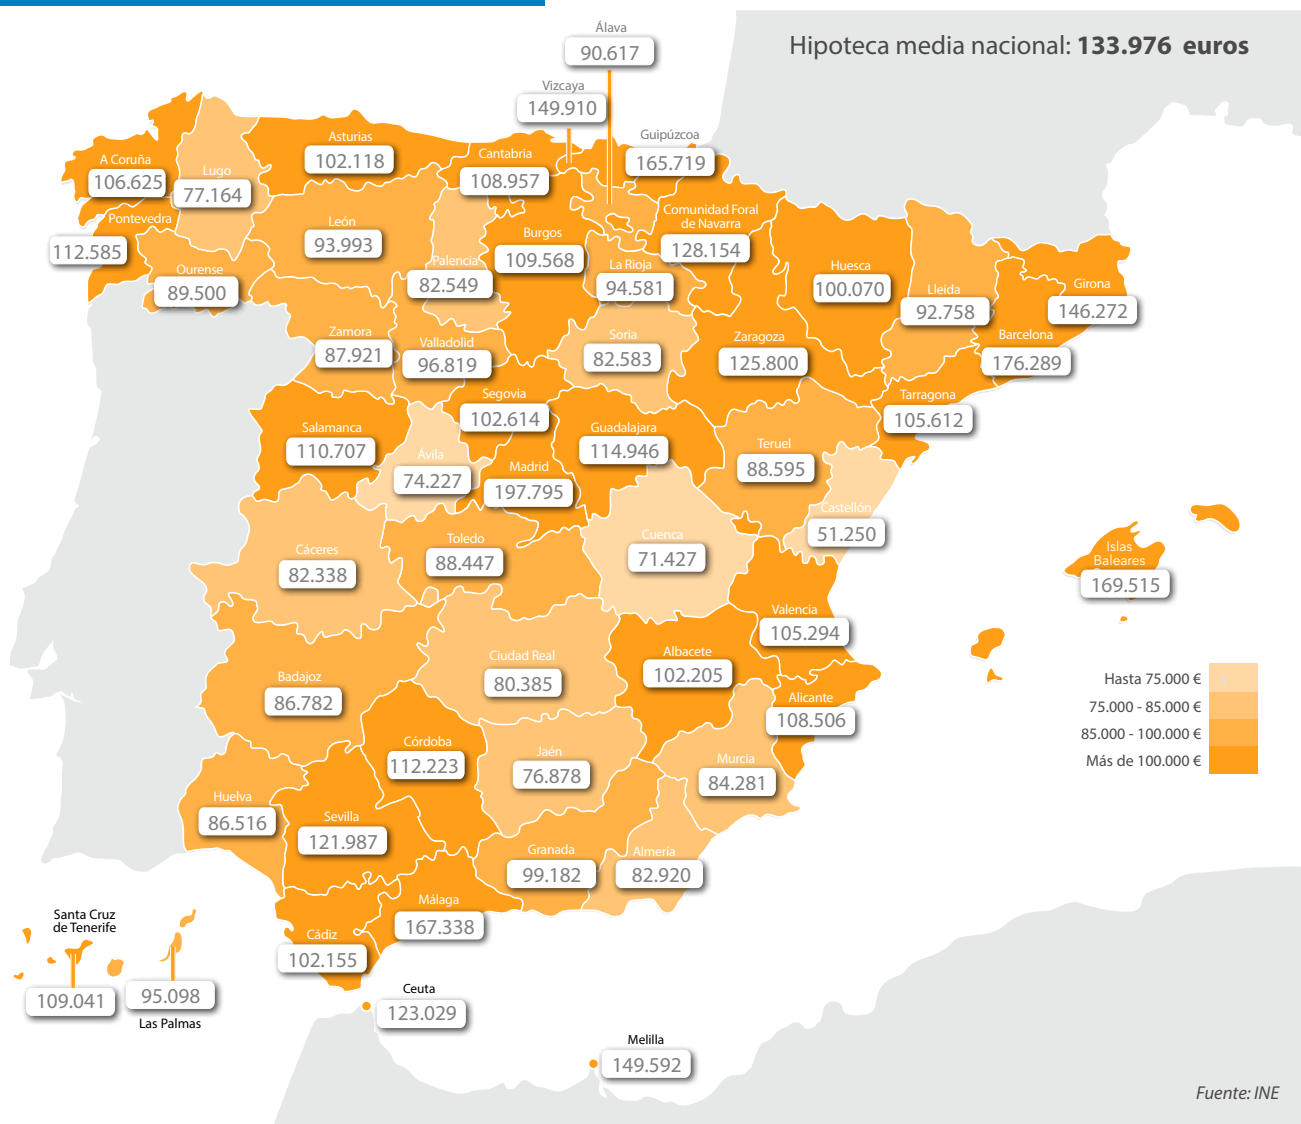 Hipoteca media nacional: 133.976 euros
Álava
90.617
Vizcaya
149.910
Guipúzcoa
165.719
Asturias
102.118
Cantabria
108.957
A Coruña
106.625
Lugo
77.164
Pontevedra
112.585
Ourense
89.500
León
93.993
Palencia
82.549
Burgos
109.568
La Rioja
94.581
Comunidad Foral
de Navarra
128.154
Huesca
100.070
Lleida
92.758
Girona
146.272
Barcelona
176.289
Tarragona
105.612
Zamora
87.921
Valladolid
96.819
Soria
82.583
Zaragoza
125.800
Segovia
102.614
Salamanca
110.707
Ávila
74.227
Madrid
197.795
Guadalajara
114.946
Teruel
88.595
Castellón
51.250
Cuenca
71.427
Toledo
88.447
Cáceres
82.338
Islas
Baleares
169.515
Valencia
105.294
Albacete
102.205
Ciudad Real
80.385
Badajoz
86.782
Alicante
108.506
Murcia
84.281
Córdoba
112.223
Jaén
76.878
Huelva
86.516
Sevilla
121.987
Granada
99.182
Almería
82.920
Málaga
167.338
Cádiz
102.155
Santa Cruz
de Tenerife
109.041
95.098
Las Palmas
Ceuta
123.029
Melilla
149.592
Hasta 75.000 €
75.000 - 85.000 €
85.000 - 100.000 €
Más de 100.000 €
Fuente: INE